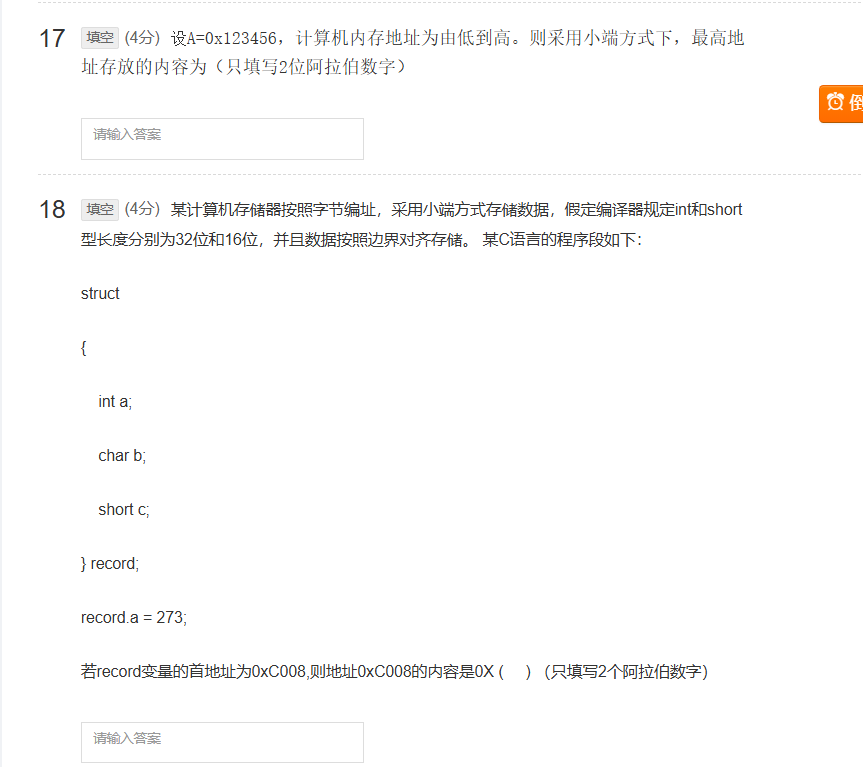 17 填空 (4分) 设A=0x123456，计算机内存地址为由低到高。则采用小端方式下，最高地
址存放的内容为（只填写2位阿拉伯数字）
倒
请输入答案
18 填空 (4分) 某计算机存储器按照字节编址，采用小端方式存储数据，假定编译器规定int和short
型长度分别为32位和16位，并且数据按照边界对齐存储。 某C语言的程序段如下：
struct
{
int a;
char b;
short c;
} record;
record.a = 273;
若record变量的首地址为0xC008,则地址0xC008的内容是0X ( ) （只填写2个阿拉伯数字）
请输入答案